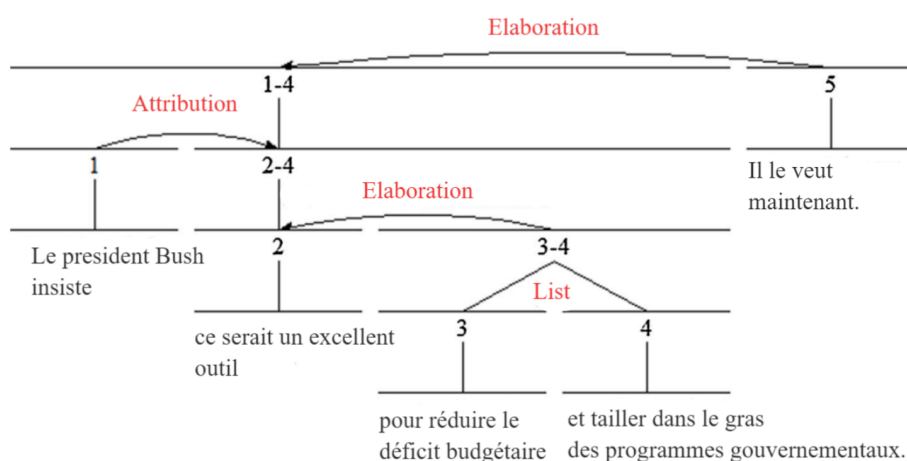 Elaboration
1-4
5
Attribution
1
2-4
Il le veut
maintenant.
Elaboration
2
3-4
Le president Bush
insiste
List
3
4
ce serait un excellent
outil
pour réduire le
déficit budgétaire
et tailler dans le gras
des programmes gouvernementaux.